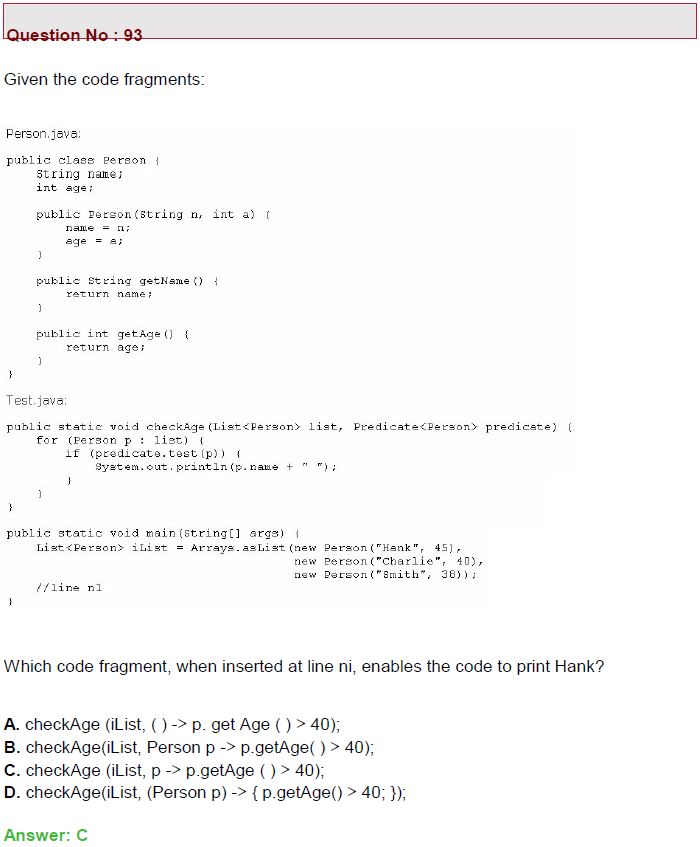 Question No : 93
Given the code fragments:
Person.java:
public class Person {
String name;
int age;
public Person(String n, int a) {
name = n;
age = a;
}
public String getName() {
return name;
}
public int getAge() {
return age;
}
}
Test.java:
public static void checkAge(List<Person> list, Predicate<Person> predicate) {
for (Person p : list) {
if (predicate.test(p)) {
System.out.println(p.name + " ");
}
}
}
public static void main(String[] args) {
List<Person> iList = Arrays.asList(new Person("Hank", 45),
new Person("Charlie", 40),
new Person("Smith", 38));
//line n1
}
Which code fragment, when inserted at line ni, enables the code to print Hank?
A. checkAge (iList, ( ) -> p. get Age ( ) > 40);
B. checkAge(iList, Person p -> p.getAge( ) > 40);
C. checkAge (iList, p -> p.getAge ( ) > 40);
D. checkAge(iList, (Person p) -> { p.getAge() > 40; });
Answer: C